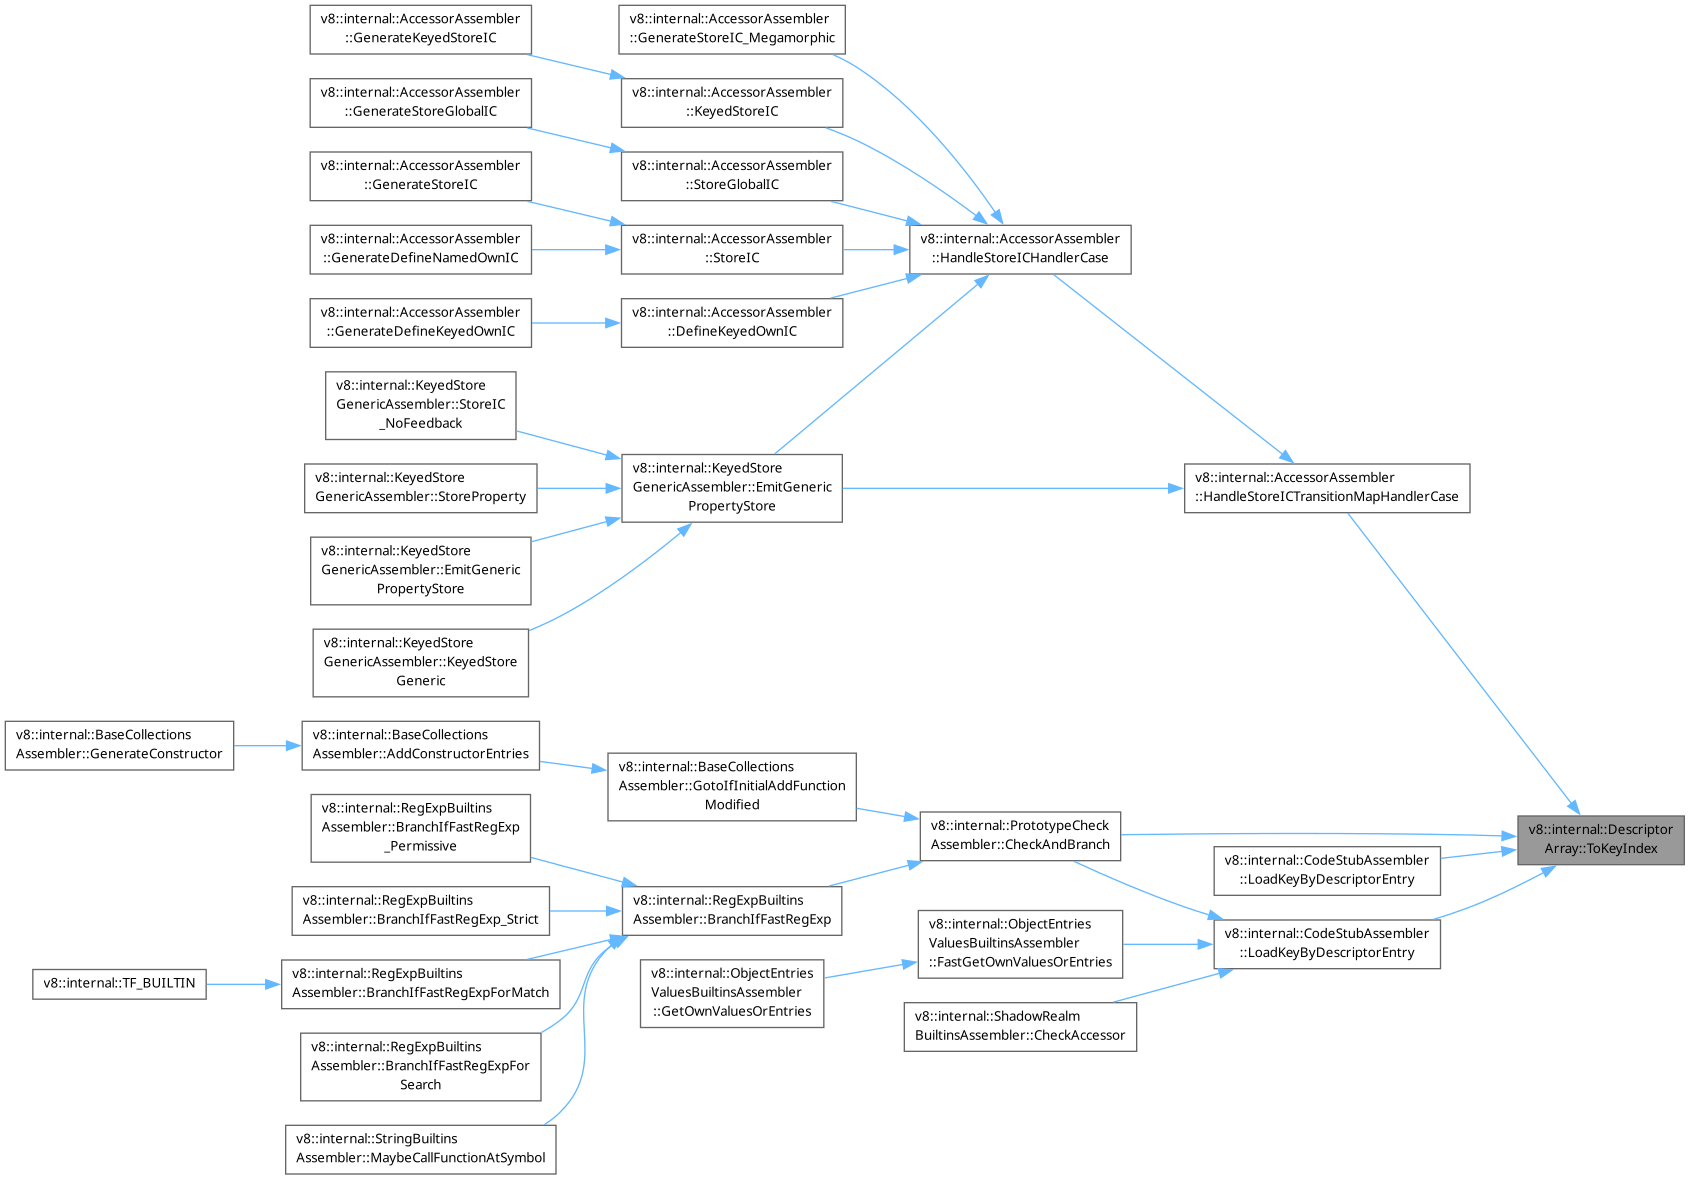 v8::internal::AccessorAssembler
::GenerateKeyedStoreIC
v8::internal::AccessorAssembler
::GenerateStoreIC_Megamorphic
v8::internal::AccessorAssembler
::GenerateStoreGlobalIC
v8::internal::AccessorAssembler
::KeyedStoreIC
v8::internal::AccessorAssembler
::GenerateStoreIC
v8::internal::AccessorAssembler
::StoreGlobalIC
v8::internal::AccessorAssembler
::GenerateDefineNamedOwnIC
v8::internal::AccessorAssembler
::StoreIC
v8::internal::AccessorAssembler
::HandleStoreICHandlerCase
v8::internal::AccessorAssembler
::GenerateDefineKeyedOwnIC
v8::internal::AccessorAssembler
::DefineKeyedOwnIC
v8::internal::KeyedStore
GenericAssembler::StoreIC
_NoFeedback
v8::internal::KeyedStore
GenericAssembler::StoreProperty
v8::internal::KeyedStore
GenericAssembler::EmitGeneric
PropertyStore
v8::internal::AccessorAssembler
::HandleStoreICTransitionMapHandlerCase
v8::internal::KeyedStore
GenericAssembler::EmitGeneric
PropertyStore
v8::internal::KeyedStore
GenericAssembler::KeyedStore
Generic
v8::internal::BaseCollections
Assembler::GenerateConstructor
v8::internal::BaseCollections
Assembler::AddConstructorEntries
v8::internal::BaseCollections
Assembler::GotoIfInitialAddFunction
Modified
v8::internal::RegExpBuiltins
Assembler::BranchIfFastRegExp
_Permissive
v8::internal::PrototypeCheck
Assembler::CheckAndBranch
v8::internal::Descriptor
Array::ToKeyIndex
v8::internal::CodeStubAssembler
::LoadKeyByDescriptorEntry
v8::internal::RegExpBuiltins
Assembler::BranchIfFastRegExp_Strict
v8::internal::RegExpBuiltins
Assembler::BranchIfFastRegExp
v8::internal::ObjectEntries
ValuesBuiltinsAssembler
::FastGetOwnValuesOrEntries
v8::internal::CodeStubAssembler
::LoadKeyByDescriptorEntry
v8::internal::TF_BUILTIN
v8::internal::RegExpBuiltins
Assembler::BranchIfFastRegExpForMatch
v8::internal::ObjectEntries
ValuesBuiltinsAssembler
::GetOwnValuesOrEntries
v8::internal::ShadowRealm
BuiltinsAssembler::CheckAccessor
v8::internal::RegExpBuiltins
Assembler::BranchIfFastRegExpFor
Search
v8::internal::StringBuiltins
Assembler::MaybeCallFunctionAtSymbol